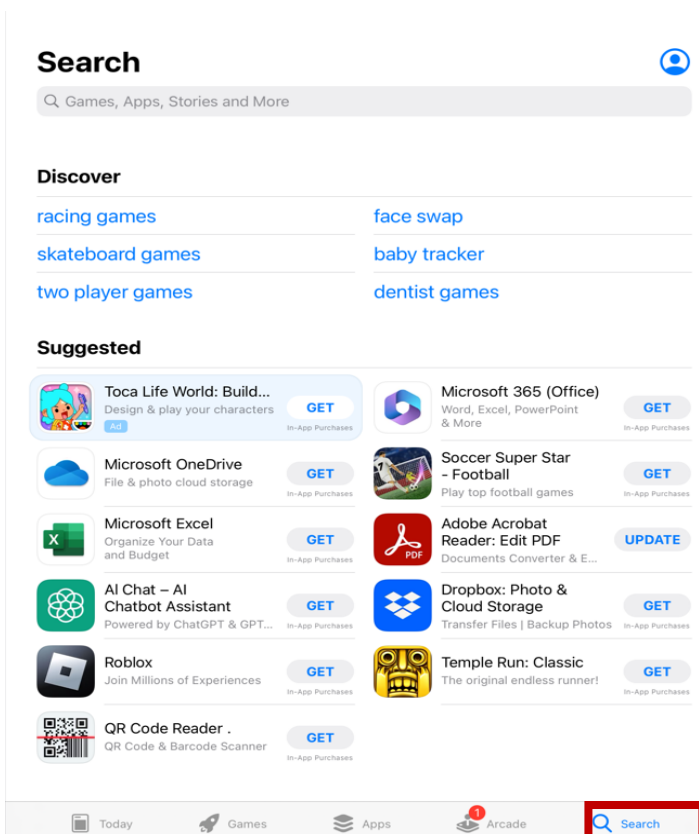 Search
Games, Apps, Stories and More
Discover
racing games
face swap
skateboard games
baby tracker
two player games
dentist games
Suggested
Toca Life World: Build...
Design & play your characters
Ad
GET
In-App Purchases
Microsoft 365 (Office)
Word, Excel, PowerPoint
& More
GET
In-App Purchases
Microsoft OneDrive
File & photo cloud storage
GET
In-App Purchases
Soccer Super Star
- Football
Play top football games
GET
In-App Purchases
X
Microsoft Excel
Organize Your Data
and Budget
GET
In-App Purchases
PDF
Adobe Acrobat
Reader: Edit PDF
Documents Converter & E...
UPDATE
AI Chat – AI
Chatbot Assistant
Powered by ChatGPT & GPT...
GET
In-App Purchases
Dropbox: Photo &
Cloud Storage
Transfer Files | Backup Photos
GET
In-App Purchases
Roblox
Join Millions of Experiences
GET
In-App Purchases
Temple Run: Classic
The original endless runner!
GET
In-App Purchases
QR Code Reader .
QR Code & Barcode Scanner
GET
In-App Purchases
Today
Games
Apps
1
Arcade
Search